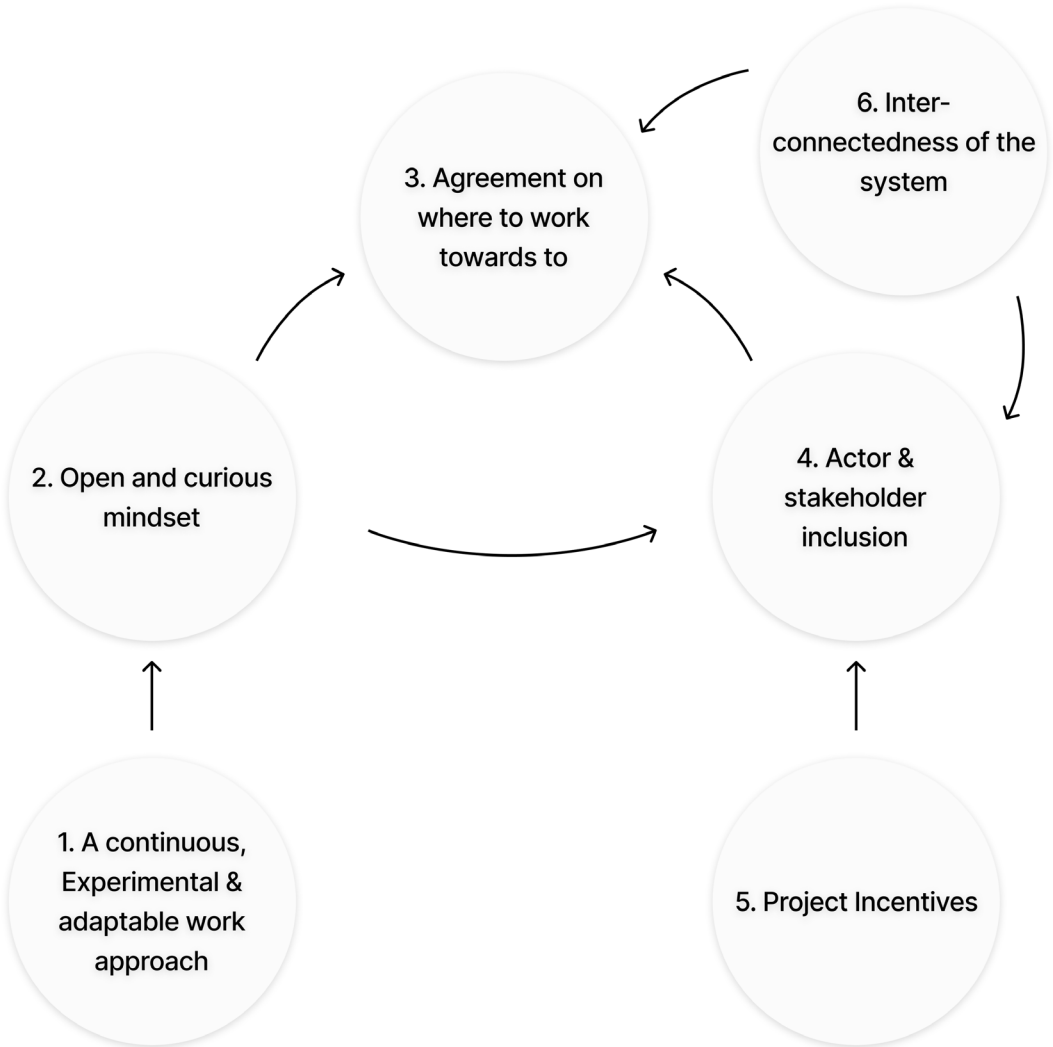 6. Inter-
connectedness of the
system
3. Agreement on
where to work
towards to
2. Open and curious
mindset
4. Actor &
stakeholder
inclusion
1. A continuous,
Experimental &
adaptable work
approach
5. Project Incentives